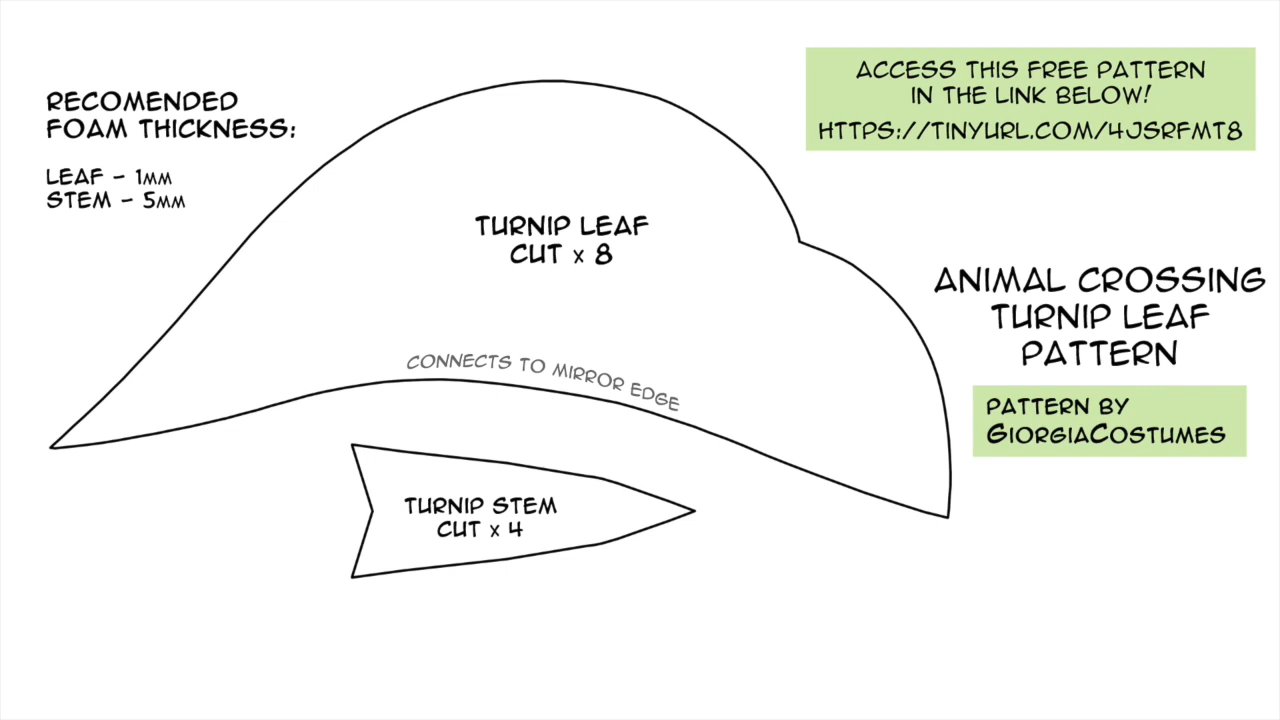 RECOMENDED
FOAM THICKNESS:
LEAF - 1MM
STEM - 5MM
TURNIP LEAF
CUT x 8
CONNECTS TO MIRROR EDGE
TURNIP STEM
CUT x 4
ACCESS THIS FREE PATTERN
IN THE LINK BELOW!
HTTPS://TINYURL.COM/4JSRFMT8
ANIMAL CROSSING
TURNIP LEAF
PATTERN
PATTERN BY
GIORGIACOSTUMES